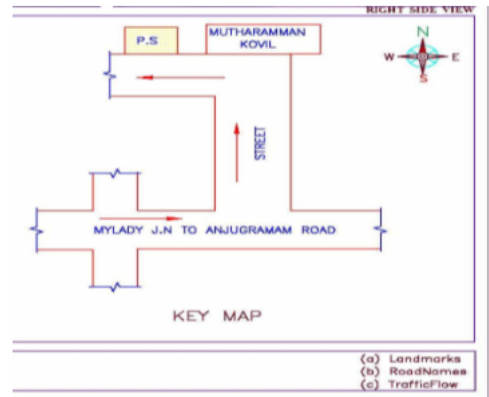 RIGHT SIDE VIEW
P.S
MUTHARAMMAN
KOVIL
N
W
E
S
STREET
MYLADY J.N TO ANJUGRAMAM ROAD
KEY MAP
(a) Landmarks
(b) RoadNames
(c) TrafficFlow